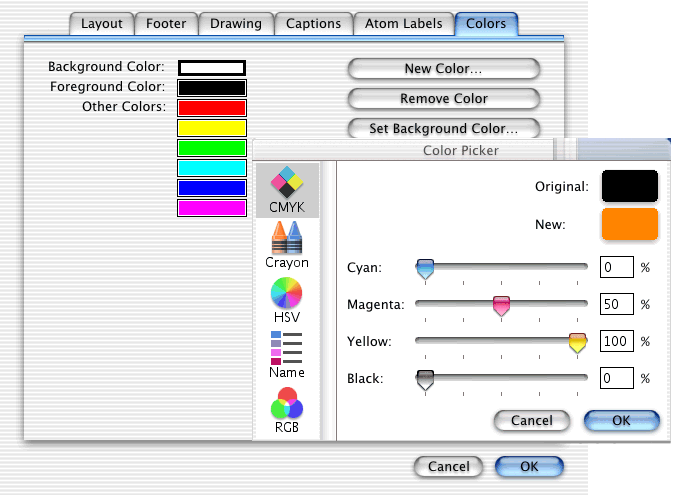 Layout Footer Drawing Captions Atom Labels Colors
Background Color: New Color...
Foreground Color: Remove Color
Other Colors:
Set Background Color...
Color Picker
CMYK
Crayon
HSV
Name
RGB
Original:
New:
Cyan: 0 %
Magenta: 50 %
Yellow: 100 %
Black: 0 %
Cancel OK
Cancel OK